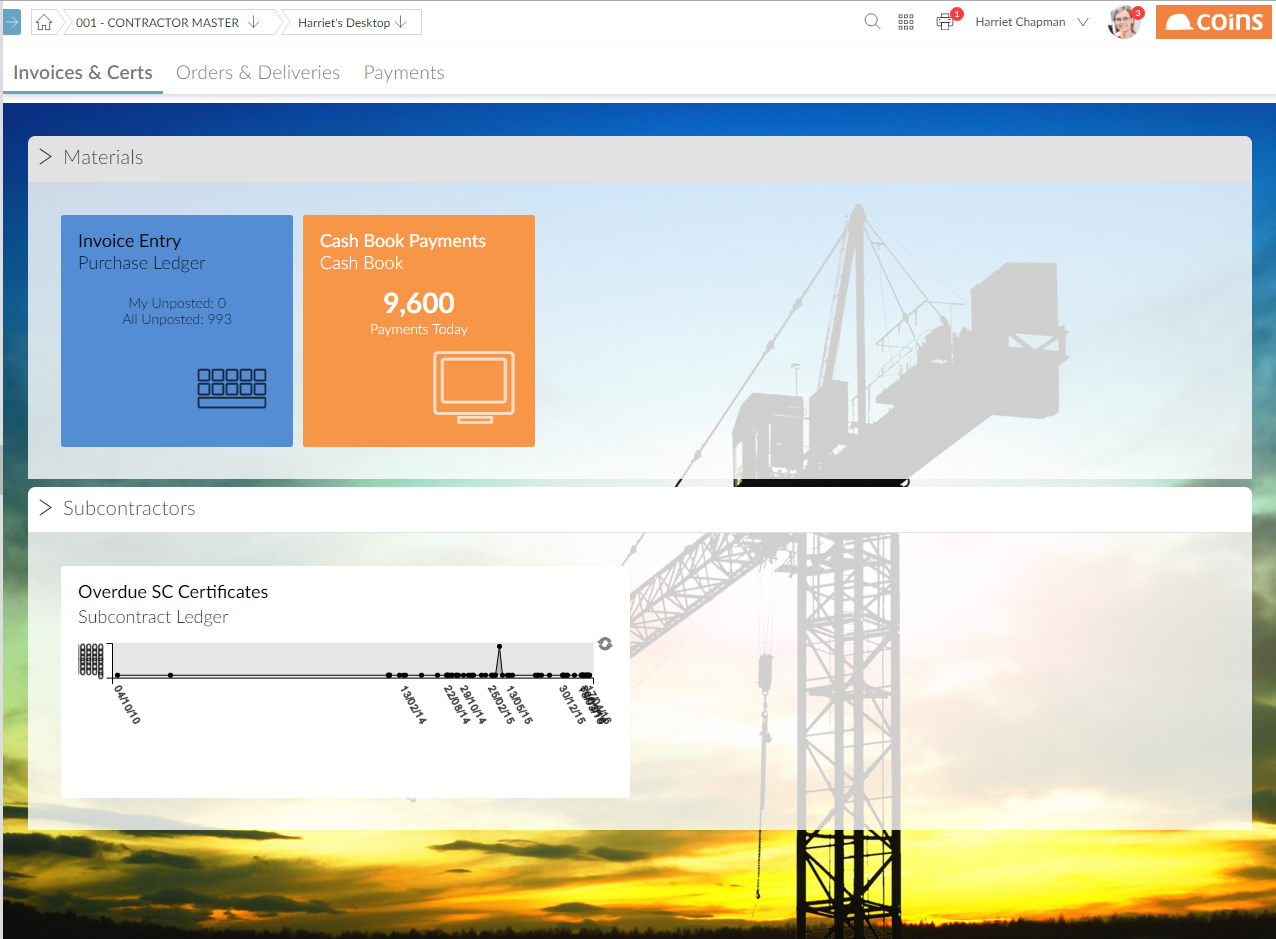 001 - CONTRACTOR MASTER
Harriet's Desktop
1
Harriet Chapman
3
coins
Invoices & Certs
Orders & Deliveries
Payments
Materials
Invoice Entry
Purchase Ledger
My Unposted: 0
All Unposted: 993
Cash Book Payments
Cash Book
9,600
Payments Today
Subcontractors
Overdue SC Certificates
Subcontract Ledger
04/10/10
13/02/14
22/08/14
29/10/14
25/02/15
13/05/15
30/12/15